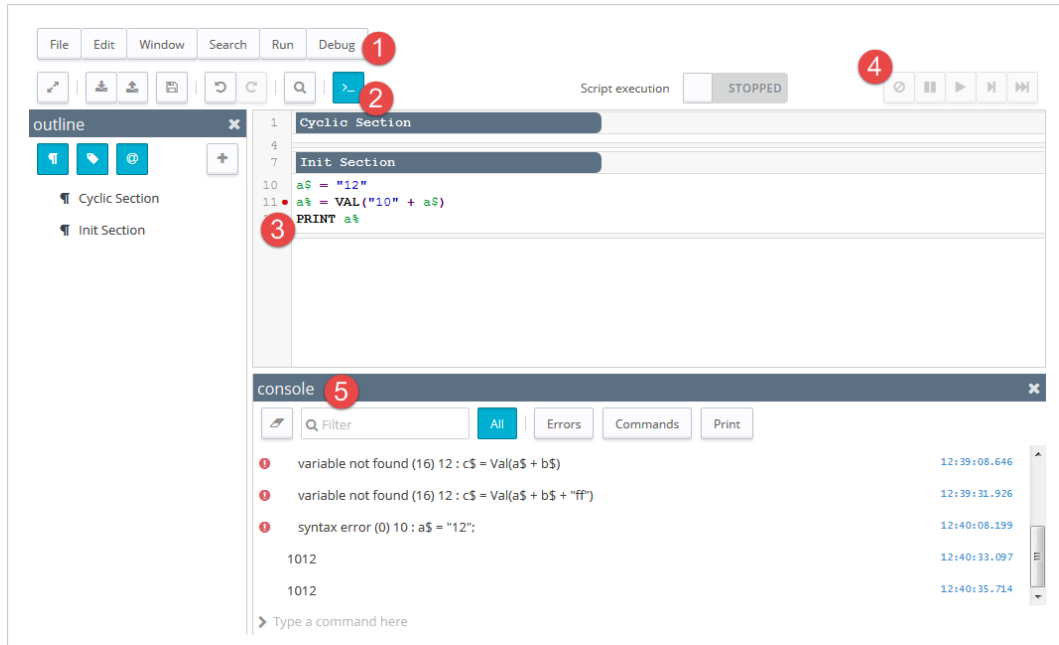 File Edit Window Search Run Debug 1
4
>_ 2 Script execution STOPPED
outline
¶ @ +
¶ Cyclic Section
¶ Init Section
1 Cyclic Section
4
7 Init Section
10 a$ = "12"
11 a% = VAL("10" + a$)
3 PRINT a%
console 5
Filter All Errors Commands Print
variable not found (16) 12 : c$ = Val(a$ + b$) 12:39:08.646
variable not found (16) 12 : c$ = Val(a$ + b$ + "ff") 12:39:31.926
syntax error (0) 10 : a$ = "12"; 12:40:08.199
1012 12:40:33.097
1012 12:40:35.714
Type a command here